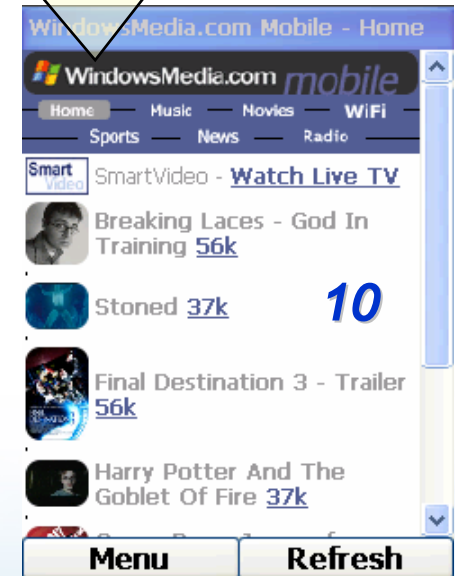 WindowsMedia.com Mobile - Home
WindowsMedia.com mobile
Home Music Movies WiFi
Sports News Radio
Smart Video SmartVideo - Watch Live TV
Breaking Laces - God In
Training 56k
Stoned 37k
10
Final Destination 3 - Trailer
56k
Harry Potter And The
Goblet Of Fire 37k
Menu Refresh